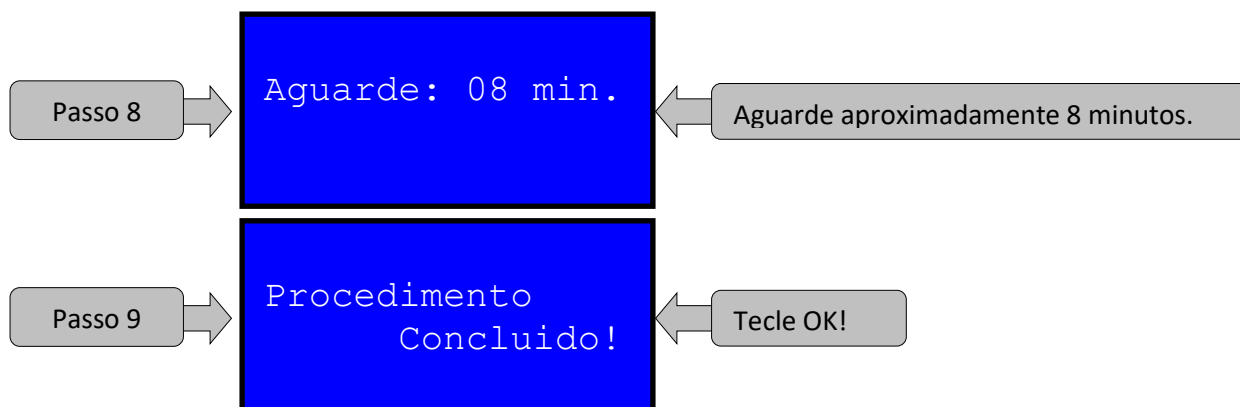 Passo 8
Aguarde: 08 min.
Aguarde aproximadamente 8 minutos.
Passo 9
Procedimento
Concluido!
Tecle OK!